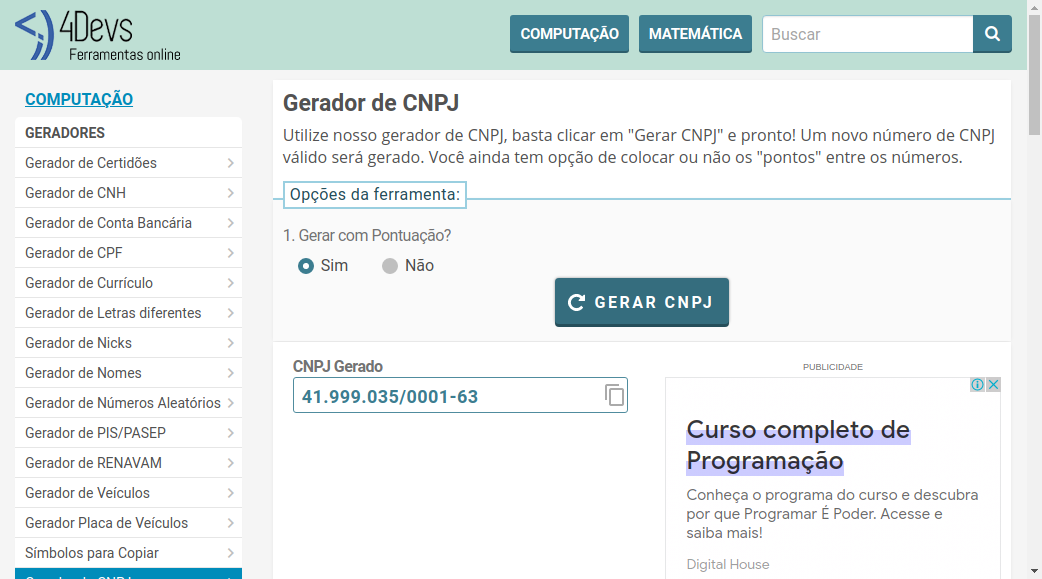 4Devs
Ferramentas online
COMPUTAÇÃO
MATEMÁTICA
Buscar
COMPUTAÇÃO
GERADORES
Gerador de Certidões
Gerador de CNH
Gerador de Conta Bancária
Gerador de CPF
Gerador de Currículo
Gerador de Letras diferentes
Gerador de Nicks
Gerador de Nomes
Gerador de Números Aleatórios
Gerador de PIS/PASEP
Gerador de RENAVAM
Gerador de Veículos
Gerador Placa de Veículos
Símbolos para Copiar
Gerador de CNPJ
Utilize nosso gerador de CNPJ, basta clicar em "Gerar CNPJ" e pronto! Um novo número de CNPJ
válido será gerado. Você ainda tem opção de colocar ou não os "pontos" entre os números.
Opções da ferramenta:
1. Gerar com Pontuação?
Sim
Não
GERAR CNPJ
CNPJ Gerado
41.999.035/0001-63
PUBLICIDADE
Curso completo de
Programação
Conheça o programa do curso e descubra
por que Programar É Poder. Acesse e
saiba mais!
Digital House